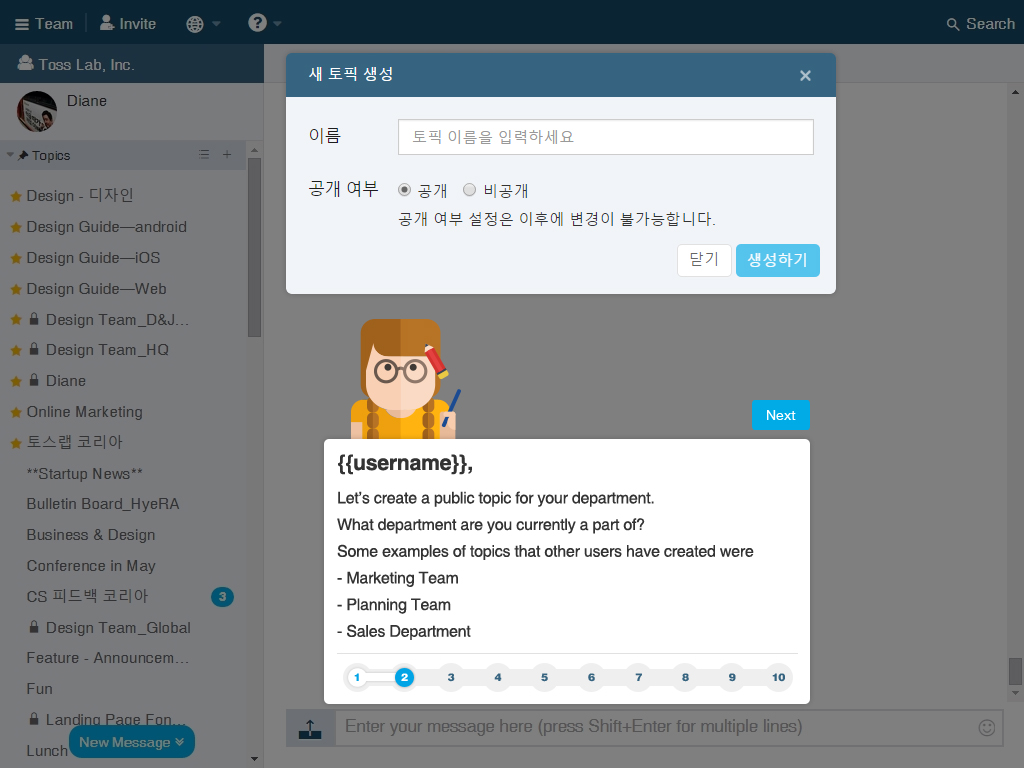 Team
Invite
Search
Toss Lab, Inc.
Diane
Topics
Design - 디자인
Design Guide—android
Design Guide—iOS
Design Guide—Web
Design Team_D&J...
Design Team_HQ
Diane
Online Marketing
토스랩 코리아
**Startup News**
Bulletin Board_HyeRA
Business & Design
Conference in May
CS 피드백 코리아 3
Design Team_Global
Feature - Announcem...
Fun
Landing Page Fon...
Lunch
New Message
새 토픽 생성
이름 토픽 이름을 입력하세요
공개 여부 공개 비공개
공개 여부 설정은 이후에 변경이 불가능합니다.
닫기 생성하기
Next
{{username}},
Let's create a public topic for your department.
What department are you currently a part of?
Some examples of topics that other users have created were
- Marketing Team
- Planning Team
- Sales Department
1 2 3 4 5 6 7 8 9 10
Enter your message here (press Shift+Enter for multiple lines)